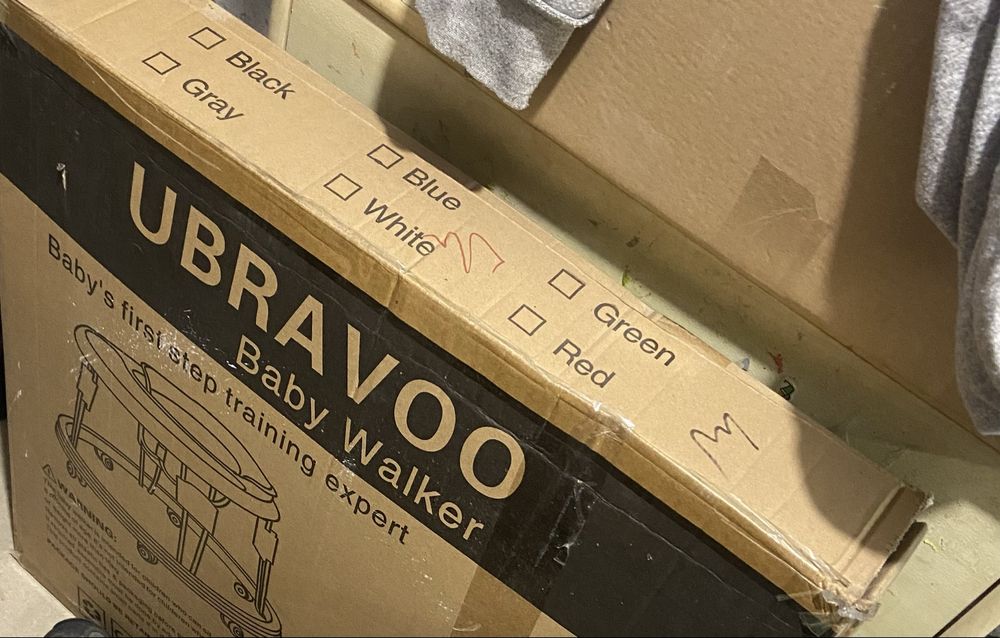 Black
Gray
Blue
White
Green
Red
UBRAVOO
Baby Walker
Baby's first step training expert
WARNING: